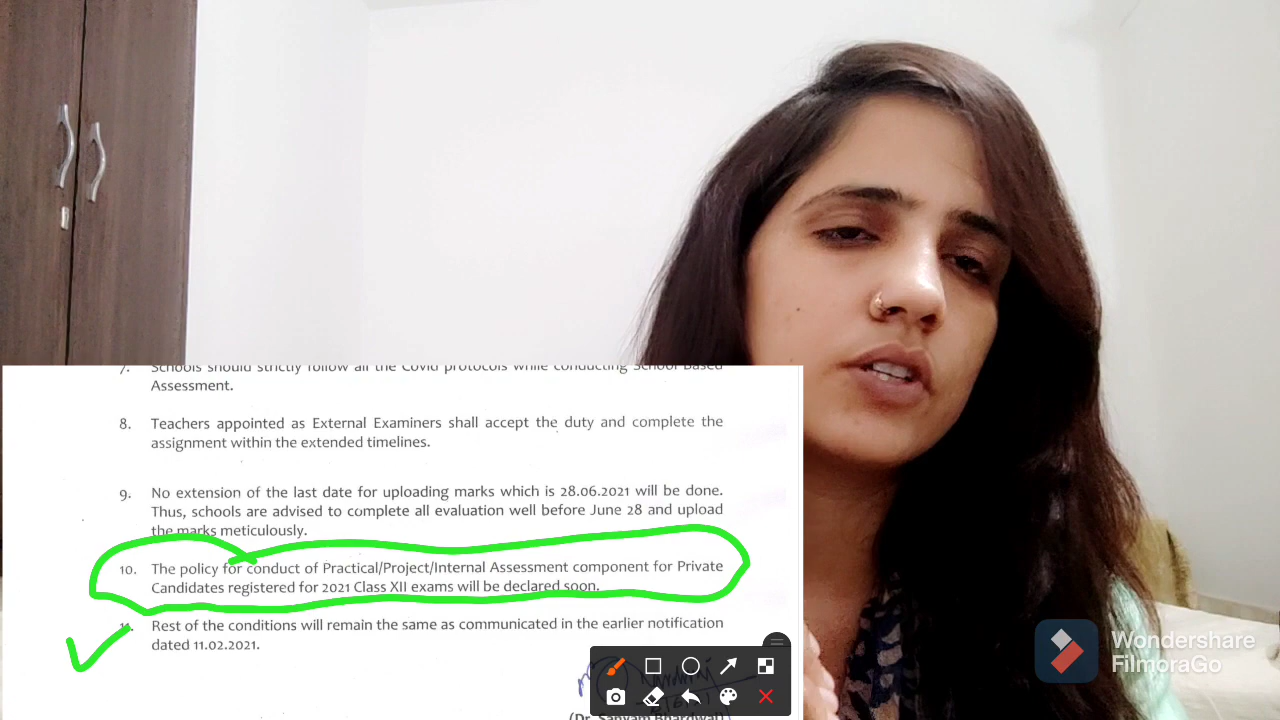 7. Schools should strictly follow all the Covid protocols while conducting School Based
Assessment.
8. Teachers appointed as External Examiners shall accept the duty and complete the
assignment within the extended timelines.
9. No extension of the last date for uploading marks which is 28.06.2021 will be done.
Thus, schools are advised to complete all evaluation well before June 28 and upload
the marks meticulously.
10. The policy for conduct of Practical/Project/Internal Assessment component for Private
Candidates registered for 2021 Class XII exams will be declared soon.
11. Rest of the conditions will remain the same as communicated in the earlier notification
dated 11.02.2021.
(Dr. Sanyam Bhardwaj)
Wondershare
FilmoraGo